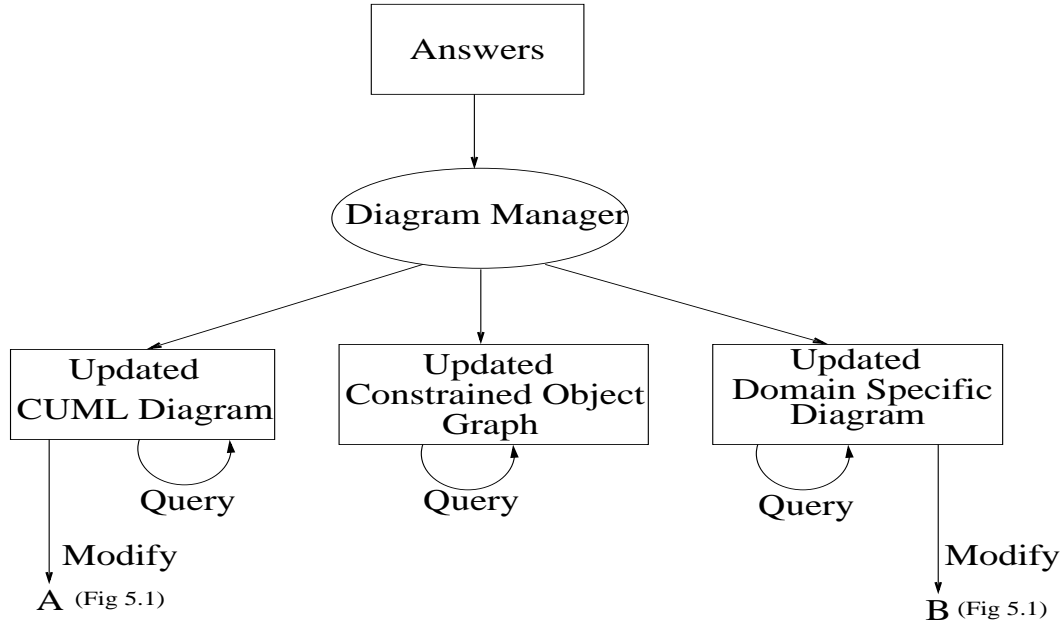 Answers
Diagram Manager
Updated
CUML Diagram
Updated
Constrained Object
Graph
Updated
Domain Specific
Diagram
Query
Query
Query
Modify
Modify
A (Fig 5.1)
B (Fig 5.1)